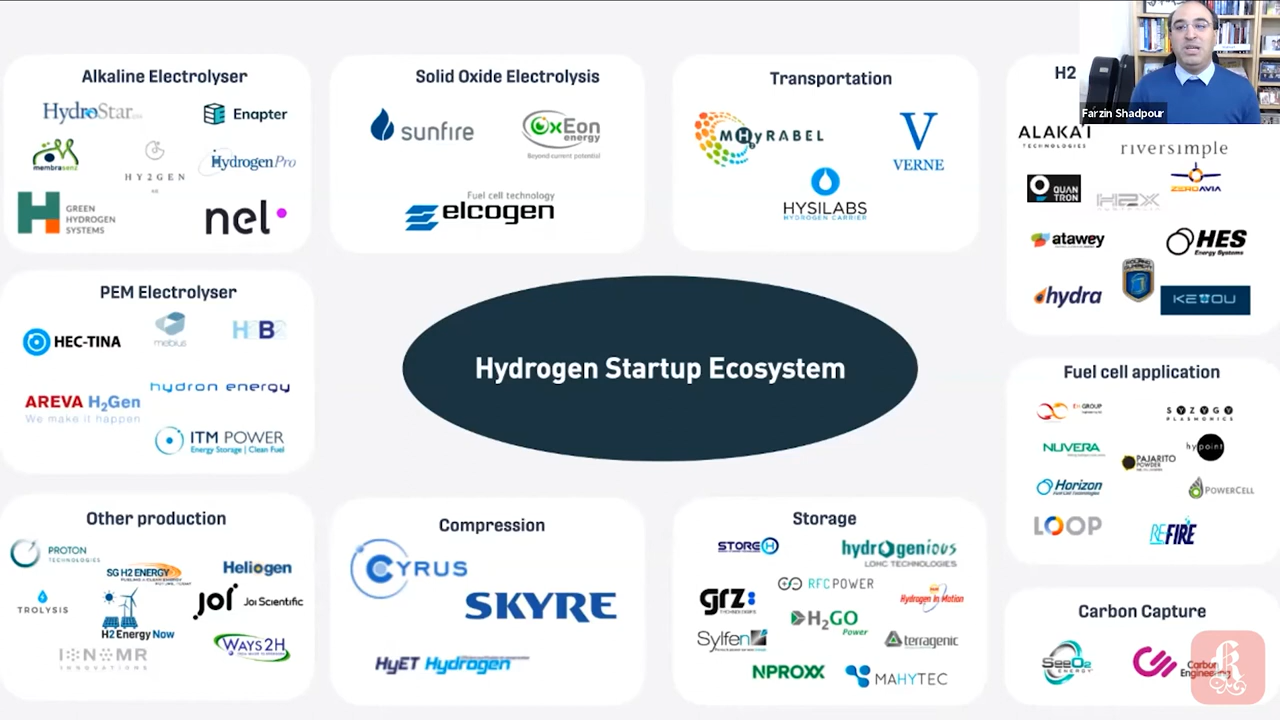 Alkaline Electrolyser
HydroStar
Enapter
membrasenz
HY2GEN
HydrogenPro
GREEN
HYDROGEN
SYSTEMS
nel
Solid Oxide Electrolysis
sunfire
OxEon
energy
Beyond current potential
Fuel cell technology
elcogen
Transportation
MHyRABEL
VERNE
HYSILABS
HYDROGEN CARRIER
H2
Farzin Shadpour
ALAKA'I
TECHNOLOGIES
riversimple
QUANTRON
ZEROAVIA
H2X
atawey
HES
Energy Systems
hydra
KEYOU
PEM Electrolyser
HEC-TINA
mebius
H2B2
AREVA H2Gen
We make it happen
hydron energy
ITM POWER
Energy Storage | Clean Fuel
Hydrogen Startup Ecosystem
Fuel cell application
EH GROUP
SYZYGY
PLASMONICS
NUVERA
hypoint
PAJARITO
POWDER
Horizon
Fuel Cell Technologies
POWERCELL
LOOP
REFIRE
Other production
PROTON
TECHNOLOGIES
SG H2 ENERGY
Heliogen
TROLYSIS
H2 Energy Now
joi Joi Scientific
IONOMR
INNOVATIONS
WAYS2H
Compression
CYRUS
SKYRE
HyET Hydrogen
Storage
STORE H
hydrogenious
LOHC TECHNOLOGIES
grz:
TECHNOLOGIES
RFC POWER
Hydrogen in Motion
H2GO
Power
Sylfen
terragenic
NPROXX
MAHYTEC
Carbon Capture
SeeO2
ENERGY
Carbon
Engineering